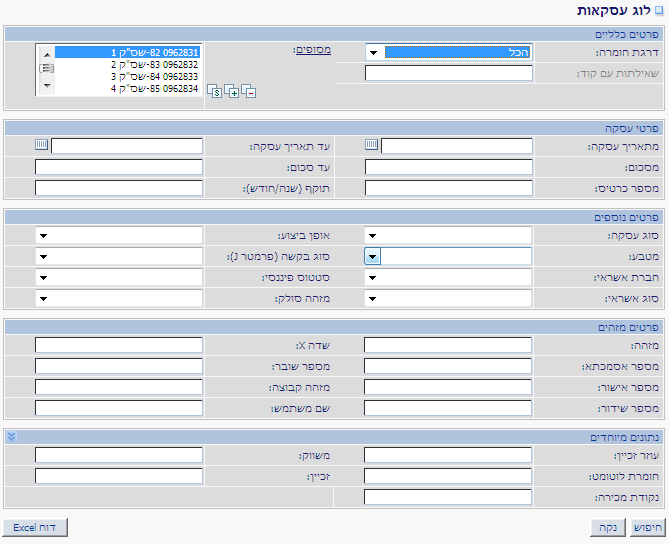 לוג עסקאות
פרטים כלליים
דרגת חומרה: הכל מסופים:
שאילתות עם קוד:
0962831 82-שפ"ק 1
0962832 83-שפ"ק 2
0962833 84-שפ"ק 3
0962834 85-שפ"ק 4
פרטי עסקה
מתאריך עסקה: עד תאריך עסקה:
מסכום: עד סכום:
מספר כרטיס: תוקף (שנה/חודש):
פרטים נוספים
סוג עסקה: אופן ביצוע:
מטבע: סוג בקשה (פרמטר J):
חברת אשראי: סטטוס פיננסי:
סוג אשראי: מזהה סולק:
פרטים מזהים
מזהה: שדה X:
מספר אסמכתא: מספר שובר:
מספר אישור: מזהה קבוצה:
מספר שידור: שם משתמש:
נתונים מיוחדים
עוזר זכיין: משווק:
חומרת לוטומט: זכיין:
נקודת מכירה:
חיפוש נקה דוח Excel